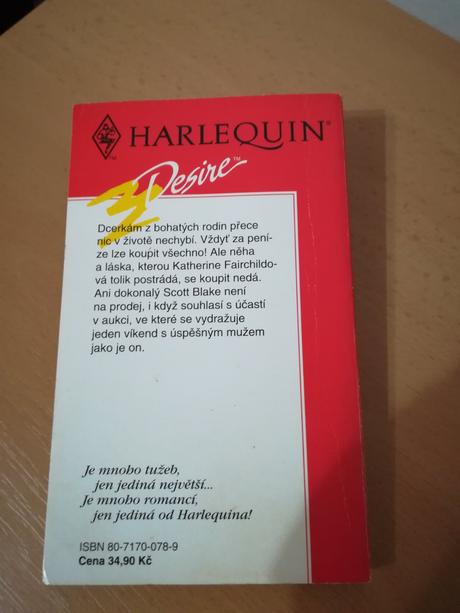 HARLEQUIN®
Desire™
Dcerkám z bohatých rodin přece
nic v životě nechybí. Vždyť za pení-
ze lze koupit všechno! Ale něha
a láska, kterou Katherine Fairchildo-
vá tolik postrádá, se koupit nedá.
Ani dokonalý Scott Blake není
na prodej, i když souhlasí s účastí
v aukci, ve které se vydražuje
jeden víkend s úspěšným mužem
jako je on.
Je mnoho tužeb,
jen jediná největší...
Je mnoho romancí,
jen jediná od Harlequina!
ISBN 80-7170-078-9
Cena 34,90 Kč